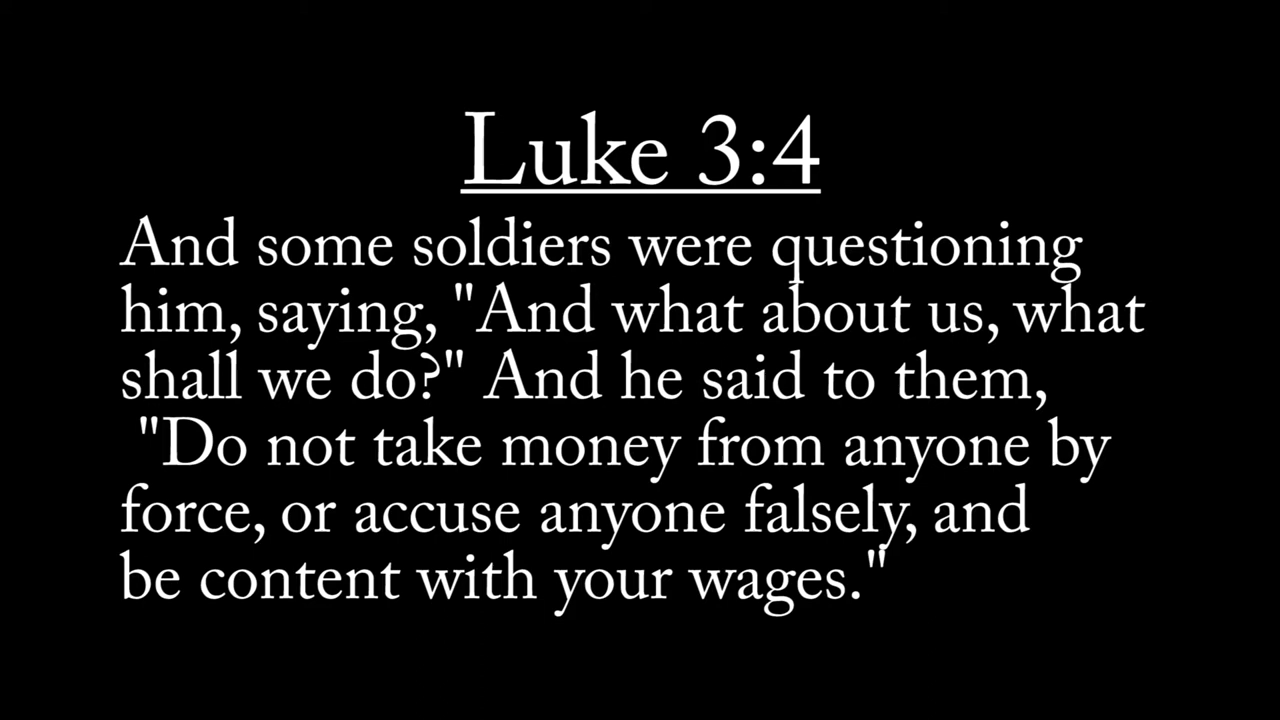 Luke 3:4
And some soldiers were questioning
him, saying, "And what about us, what
shall we do?" And he said to them,
"Do not take money from anyone by
force, or accuse anyone falsely, and
be content with your wages."